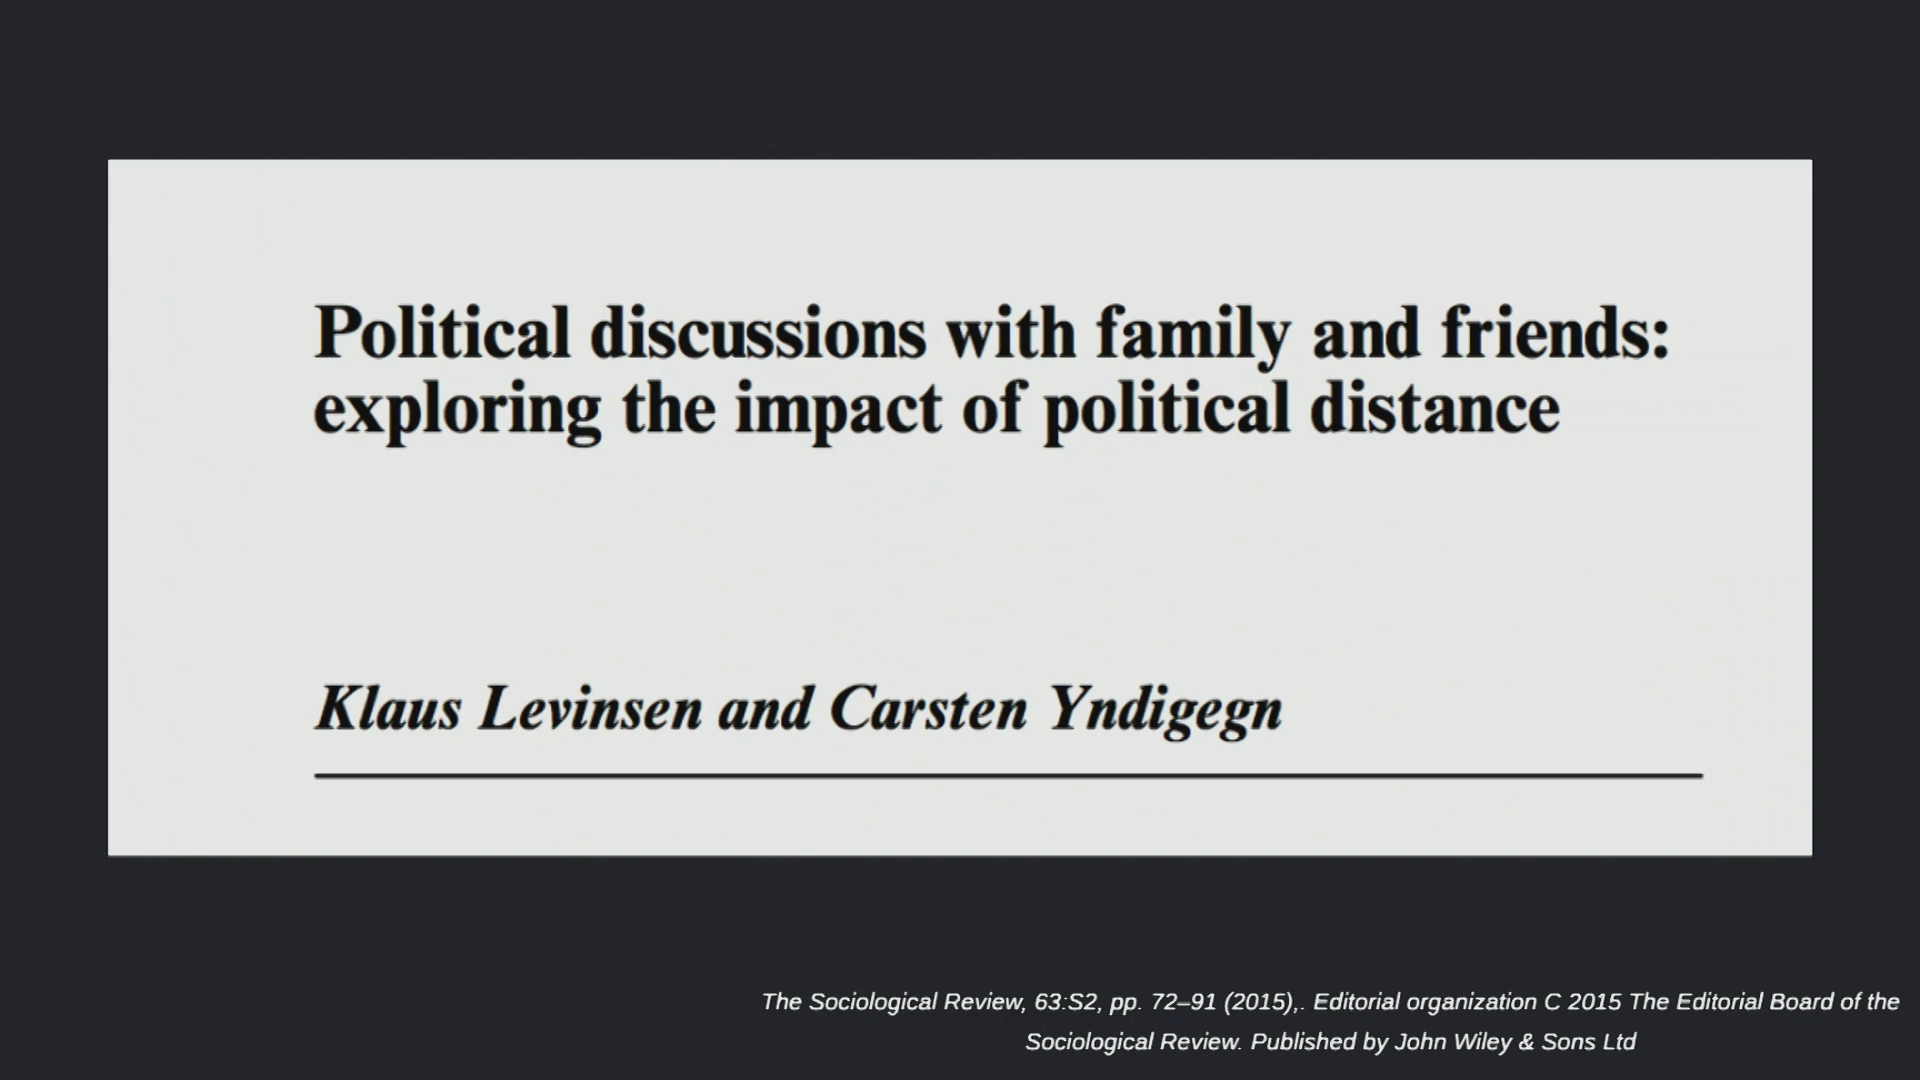 Political discussions with family and friends:
exploring the impact of political distance
Klaus Levinsen and Carsten Yndigegn
The Sociological Review, 63:S2, pp. 72–91 (2015),. Editorial organization C 2015 The Editorial Board of the
Sociological Review. Published by John Wiley & Sons Ltd